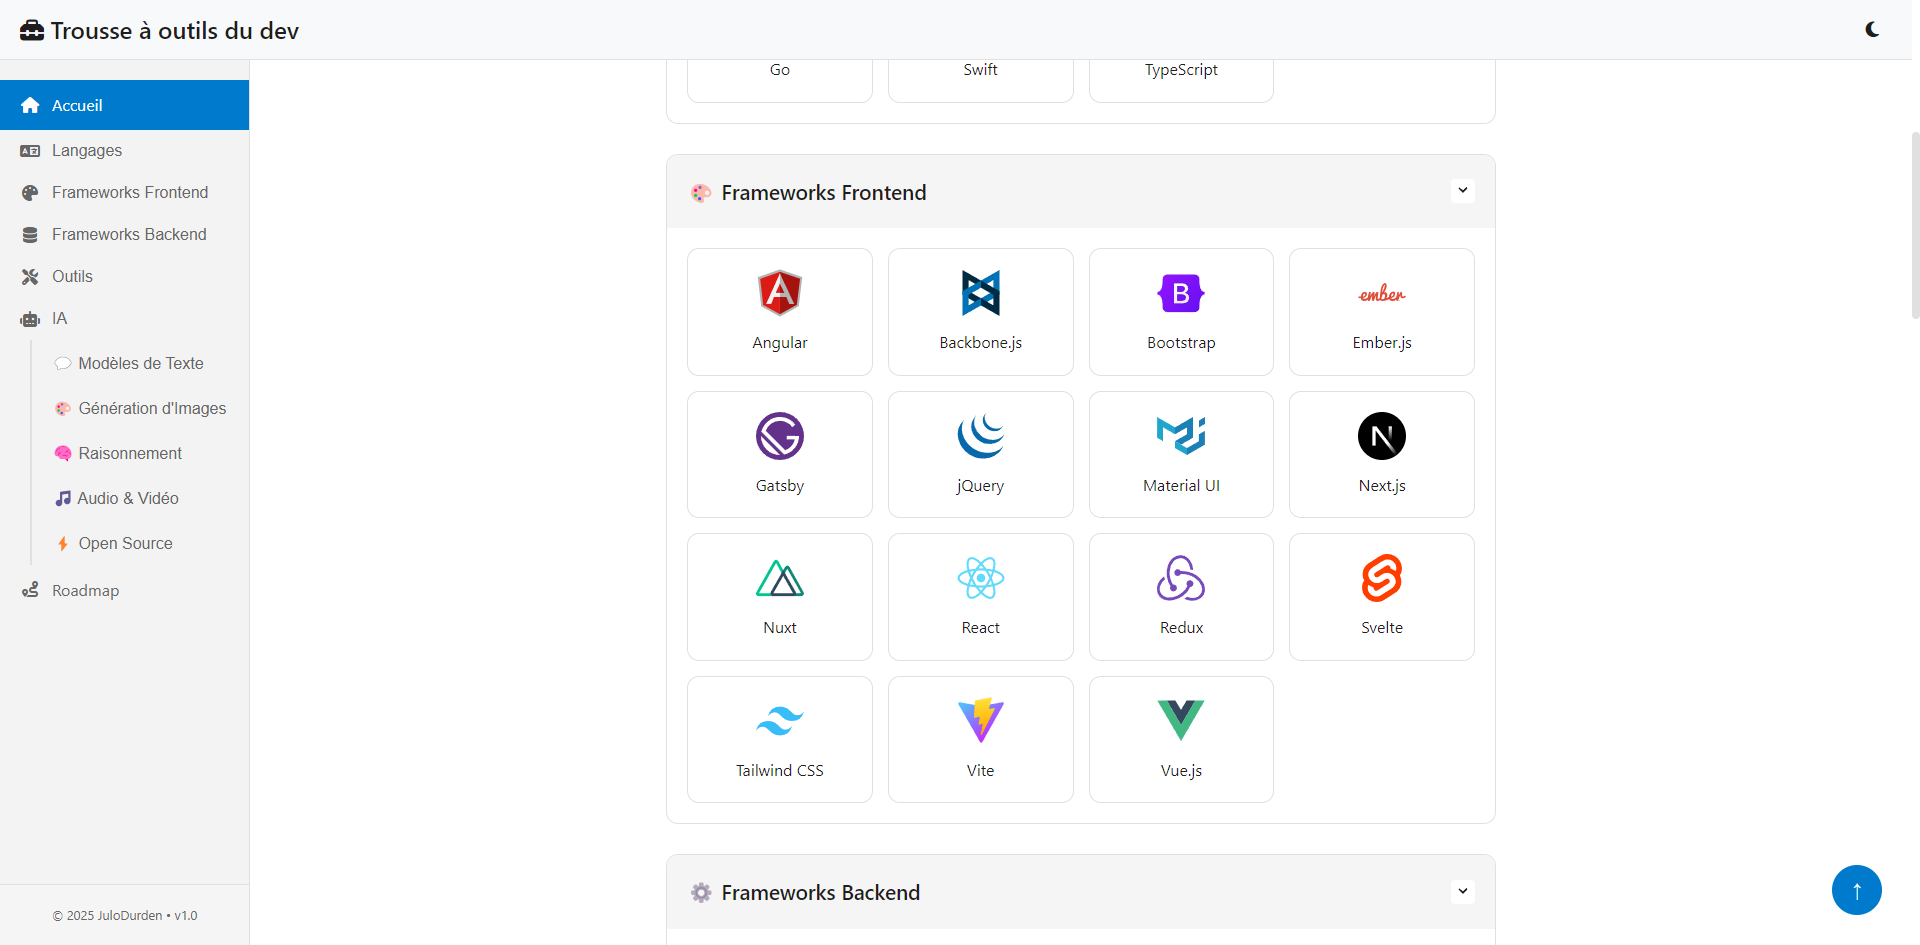 Trousse à outils du dev
Accueil
Langages
Frameworks Frontend
Frameworks Backend
Outils
IA
Modèles de Texte
Génération d'Images
Raisonnement
Audio & Vidéo
Open Source
Roadmap
© 2025 JuloDurden • v1.0
Go
Swift
TypeScript
Frameworks Frontend
Angular
Backbone.js
B
Bootstrap
ember
Ember.js
Gatsby
jQuery
Material UI
Next.js
Nuxt
React
Redux
Svelte
Tailwind CSS
Vite
Vue.js
Frameworks Backend